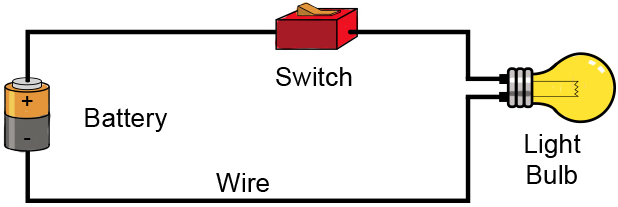 Switch
+
-
Battery
Light
Bulb
Wire